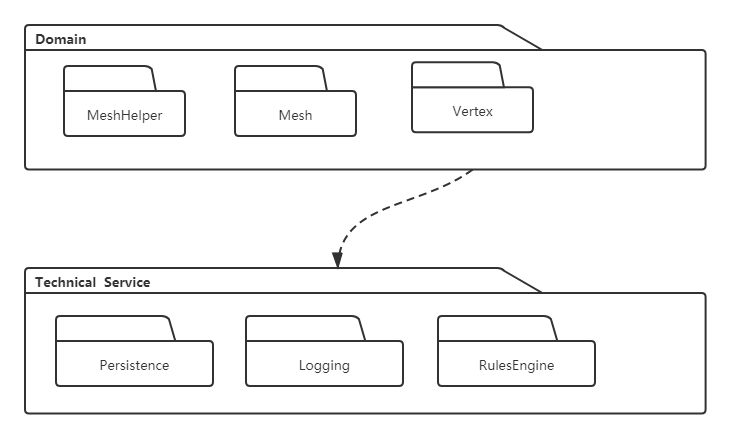 Domain
MeshHelper
Mesh
Vertex
Technical Service
Persistence
Logging
RulesEngine